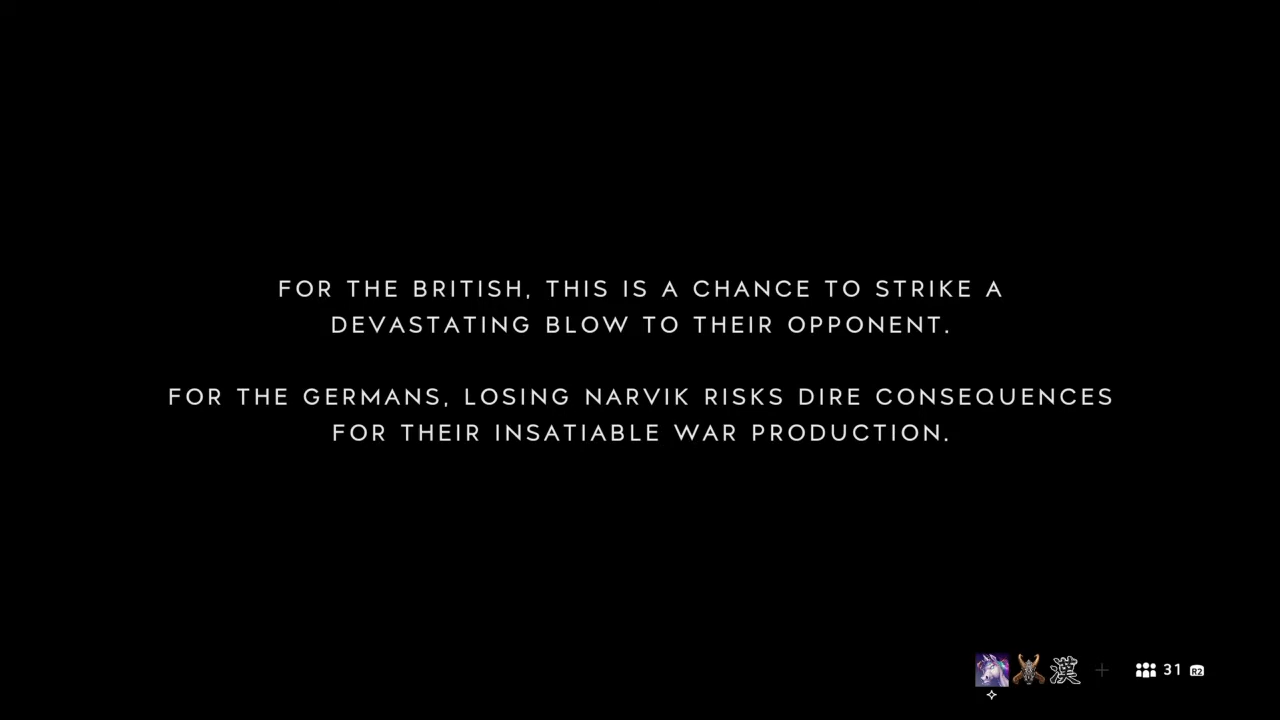 FOR THE BRITISH, THIS IS A CHANCE TO STRIKE A
DEVASTATING BLOW TO THEIR OPPONENT.
FOR THE GERMANS, LOSING NARVIK RISKS DIRE CONSEQUENCES
FOR THEIR INSATIABLE WAR PRODUCTION.
漢 + 31 R2